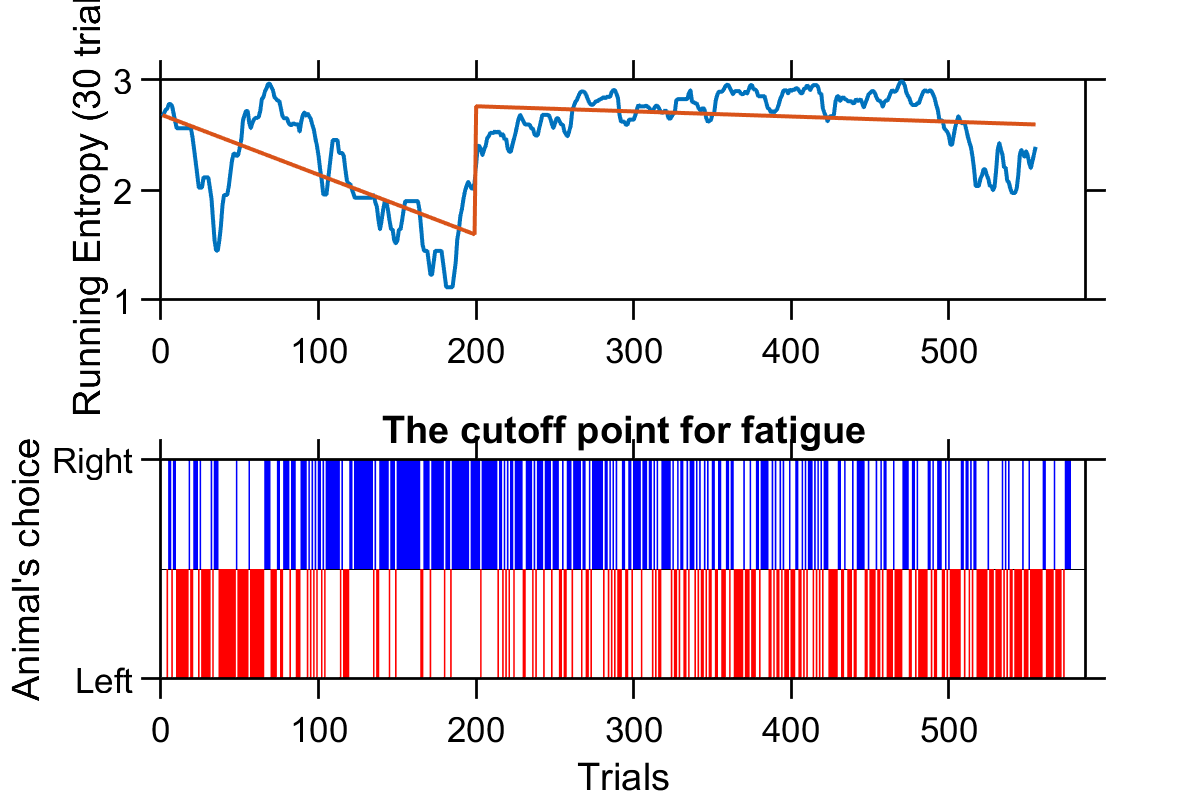 Running Entropy (30 trial
3
2
1
0 100 200 300 400 500
The cutoff point for fatigue
Animal's choice
Right
Left
0 100 200 300 400 500
Trials